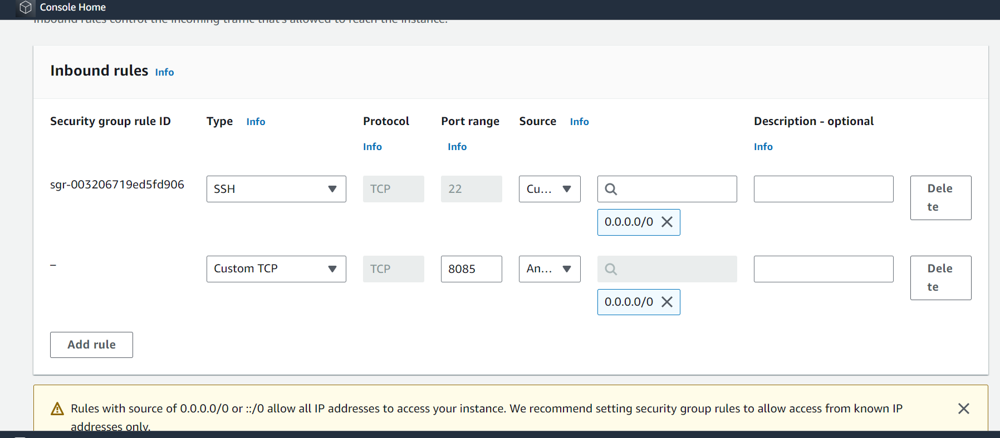 Console Home
Inbound rules control the incoming traffic that's allowed to reach the instance.
Inbound rules Info
Security group rule ID Type Info Protocol Port range Source Info Description - optional
Info Info Info
sgr-003206719ed5fd906 SSH TCP 22 Cu... Dele
te
0.0.0.0/0
– Custom TCP TCP 8085 An... Dele
te
0.0.0.0/0
Add rule
Rules with source of 0.0.0.0/0 or ::/0 allow all IP addresses to access your instance. We recommend setting security group rules to allow access from known IP
addresses only.